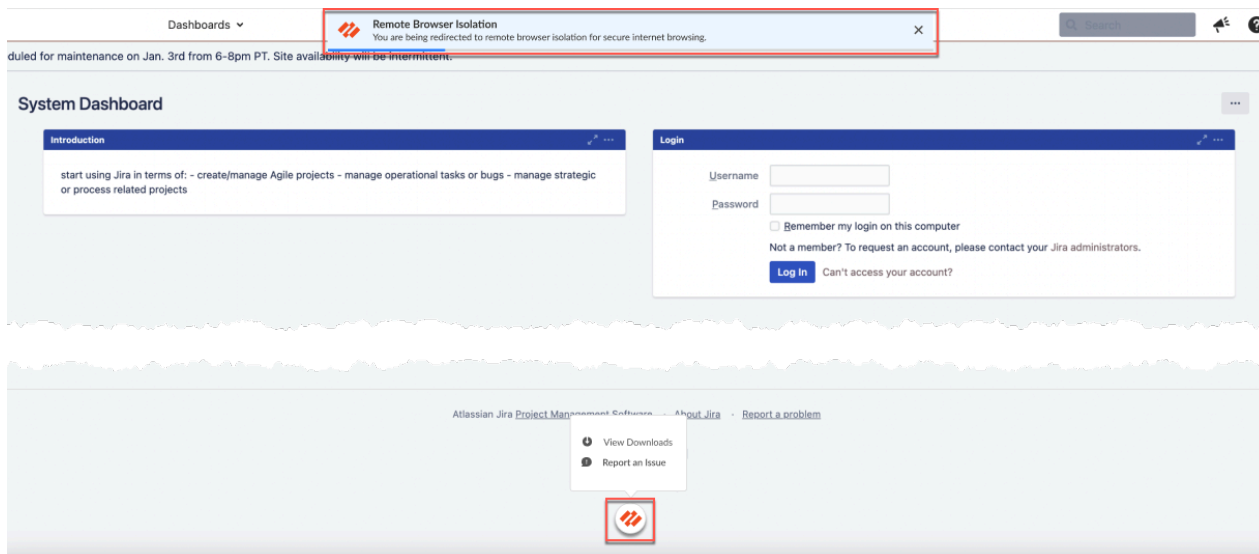 Dashboards
Remote Browser Isolation
You are being redirected to remote browser isolation for secure internet browsing.
Search
duled for maintenance on Jan. 3rd from 6-8pm PT. Site availability will be intermittent.
System Dashboard
Introduction
start using Jira in terms of: - create/manage Agile projects - manage operational tasks or bugs - manage strategic
or process related projects
Login
Username
Password
Remember my login on this computer
Not a member? To request an account, please contact your Jira administrators.
Log In Can't access your account?
Atlassian Jira Project Management Software · About Jira · Report a problem
View Downloads
Report an Issue